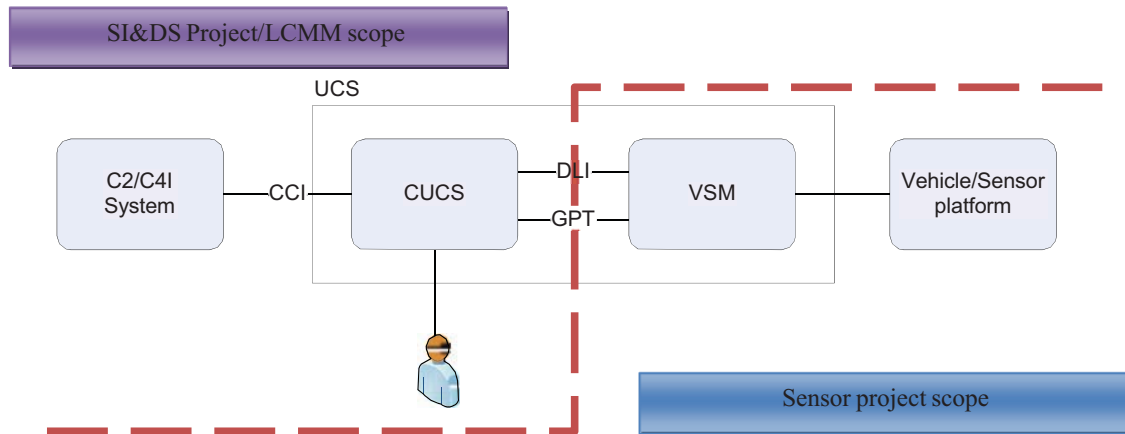 SI&DS Project/LCMM scope
UCS
C2/C4I
System
CCI
CUCS
DLI
GPT
VSM
Vehicle/Sensor
platform
Sensor project scope